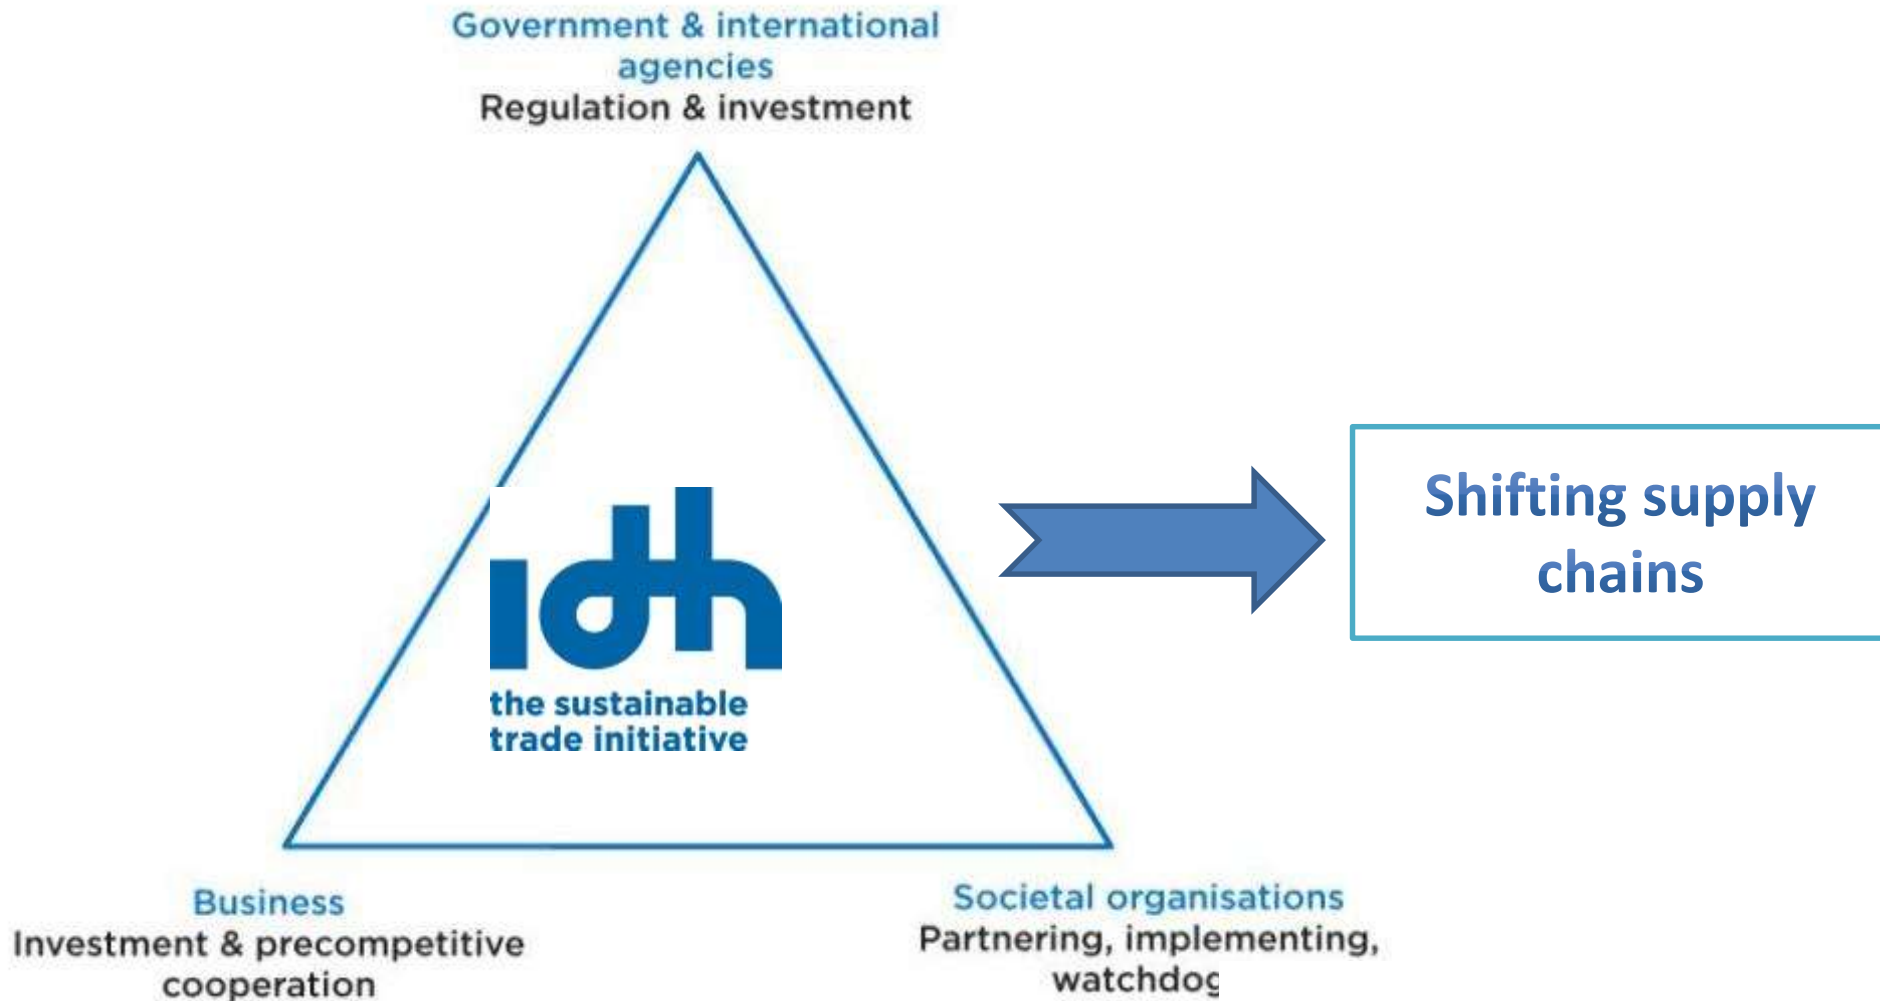 Government & international
agencies
Regulation & investment
idh
the sustainable
trade initiative
Shifting supply
chains
Business
Investment & precompetitive
cooperation
Societal organisations
Partnering, implementing,
watchdog